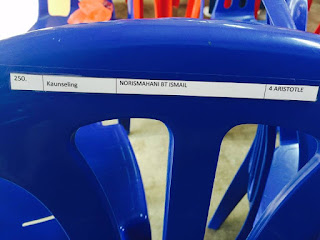 250. Kaunseling NORISMAHANI BT ISMAIL 4 ARISTOTLE